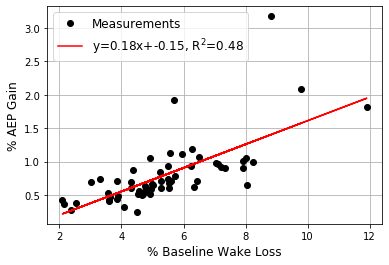 Measurements
y=0.18x+-0.15, R²=0.48
% AEP Gain
3.0
2.5
2.0
1.5
1.0
0.5
2 4 6 8 10 12
% Baseline Wake Loss